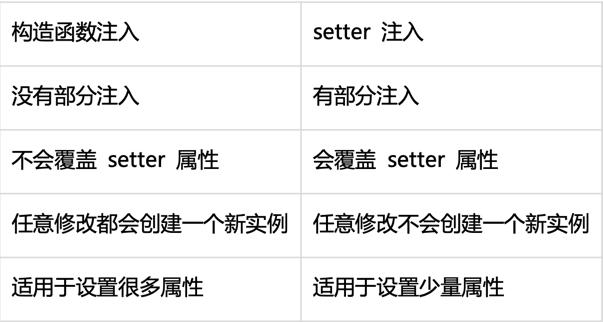 构造函数注入 setter 注入
没有部分注入 有部分注入
不会覆盖 setter 属性 会覆盖 setter 属性
任意修改都会创建一个新实例 任意修改不会创建一个新实例
适用于设置很多属性 适用于设置少量属性